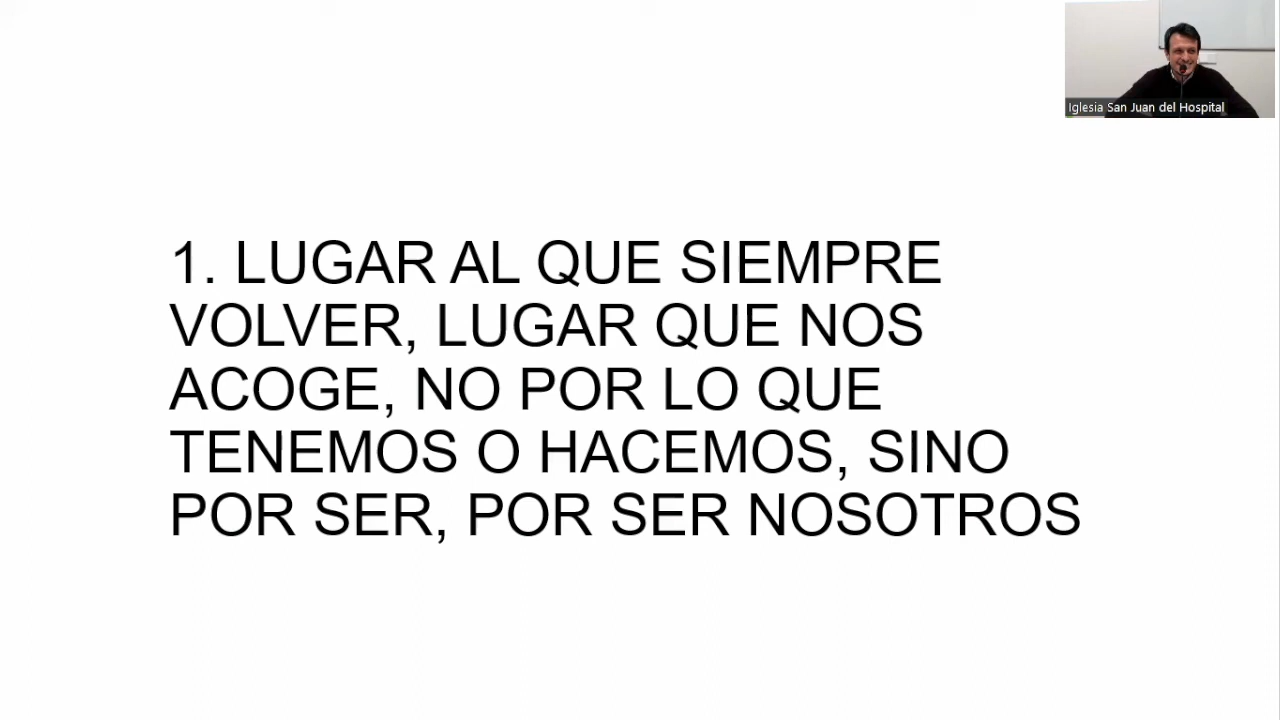 Iglesia San Juan del Hospital
1. LUGAR AL QUE SIEMPRE
VOLVER, LUGAR QUE NOS
ACOGE, NO POR LO QUE
TENEMOS O HACEMOS, SINO
POR SER, POR SER NOSOTROS